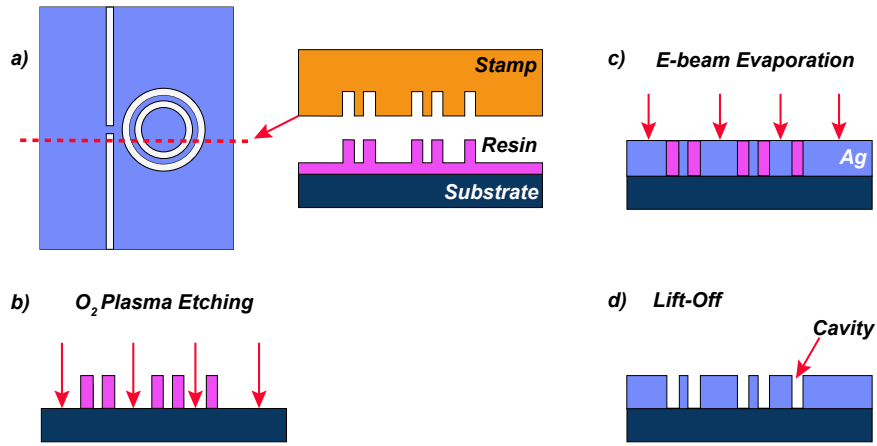 a)
Stamp
Resin
Substrate
b)
O2 Plasma Etching
c)
E-beam Evaporation
Ag
d)
Lift-Off
Cavity